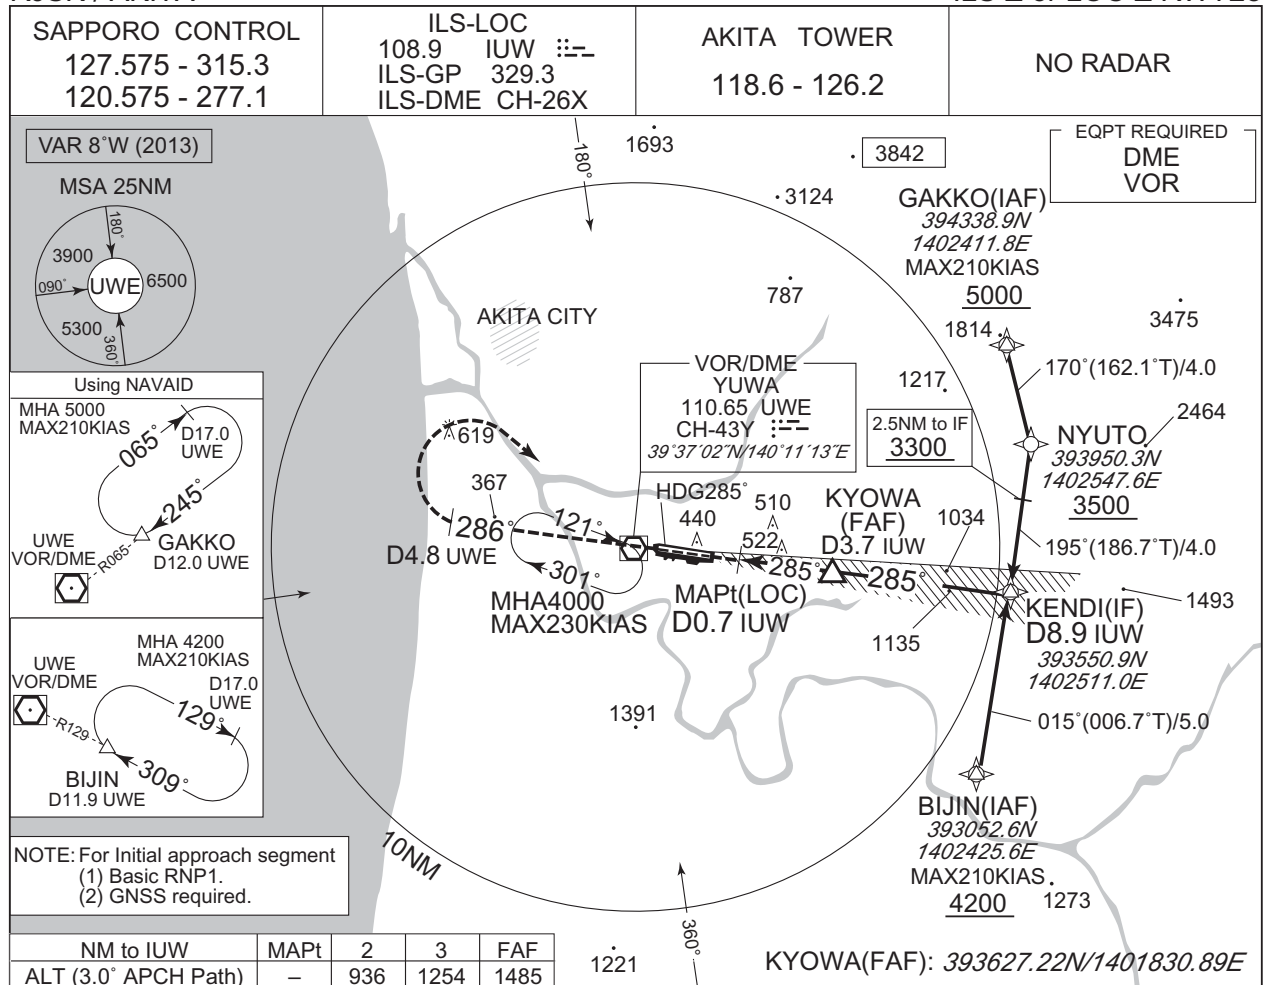 SAPPORO CONTROL
127.575 - 315.3
120.575 - 277.1
ILS-LOC
108.9 IUW
ILS-GP 329.3
ILS-DME CH-26X
AKITA TOWER
118.6 - 126.2
NO RADAR
VAR 8°W (2013)
MSA 25NM
180°
3900
6500
090°
UWE
5300
360°
EQPT REQUIRED
DME
VOR
180°
1693
3842
3124
GAKKO(IAF)
394338.9N
1402411.8E
MAX210KIAS
5000
787
AKITA CITY
1814
3475
170°(162.1°T)/4.0
VOR/DME
YUWA
110.65 UWE
CH-43Y
39°37'02"N/140°11'13"E
1217
2.5NM to IF
3300
2464
NYUTO
393950.3N
1402547.6E
3500
Using NAVAID
MHA 5000
MAX210KIAS
065°
D17.0
UWE
245°
UWE
VOR/DME
R065
GAKKO
D12.0 UWE
619
367
286°
D4.8 UWE
121°
301°
MHA4000
MAX230KIAS
HDG285°
440
510
522
KYOWA
(FAF)
D3.7 IUW
1034
195°(186.7°T)/4.0
285°
285°
MAPt(LOC)
D0.7 IUW
1135
KENDI(IF)
D8.9 IUW
393550.9N
1402511.0E
1493
MHA 4200
MAX210KIAS
UWE
VOR/DME
D17.0
UWE
R129
129°
309°
BIJIN
D11.9 UWE
1391
015°(006.7°T)/5.0
BIJIN(IAF)
393052.6N
1402425.6E
MAX210KIAS
4200
1273
10NM
NOTE: For Initial approach segment
(1) Basic RNP1.
(2) GNSS required.
360°
1221
KYOWA(FAF): 393627.22N/1401830.89E
NM to IUW MAPt 2 3 FAF
ALT (3.0° APCH Path) – 936 1254 1485